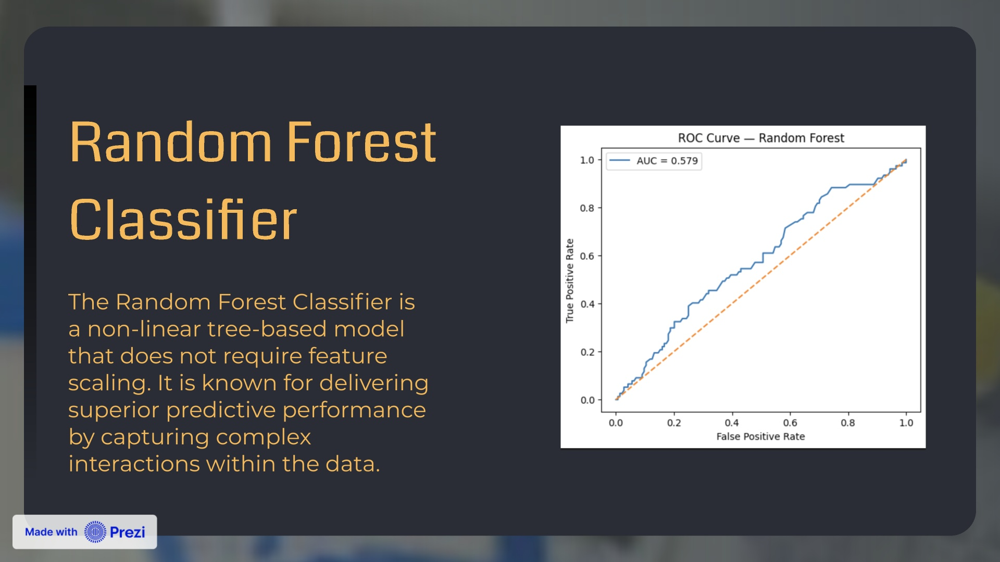 Random Forest
Classifier
The Random Forest Classifier is
a non-linear tree-based model
that does not require feature
scaling. It is known for delivering
superior predictive performance
by capturing complex
interactions within the data.
ROC Curve — Random Forest
AUC = 0.579
True Positive Rate
1.0
0.8
0.6
0.4
0.2
0.0
0.0 0.2 0.4 0.6 0.8 1.0
False Positive Rate
Made with Prezi